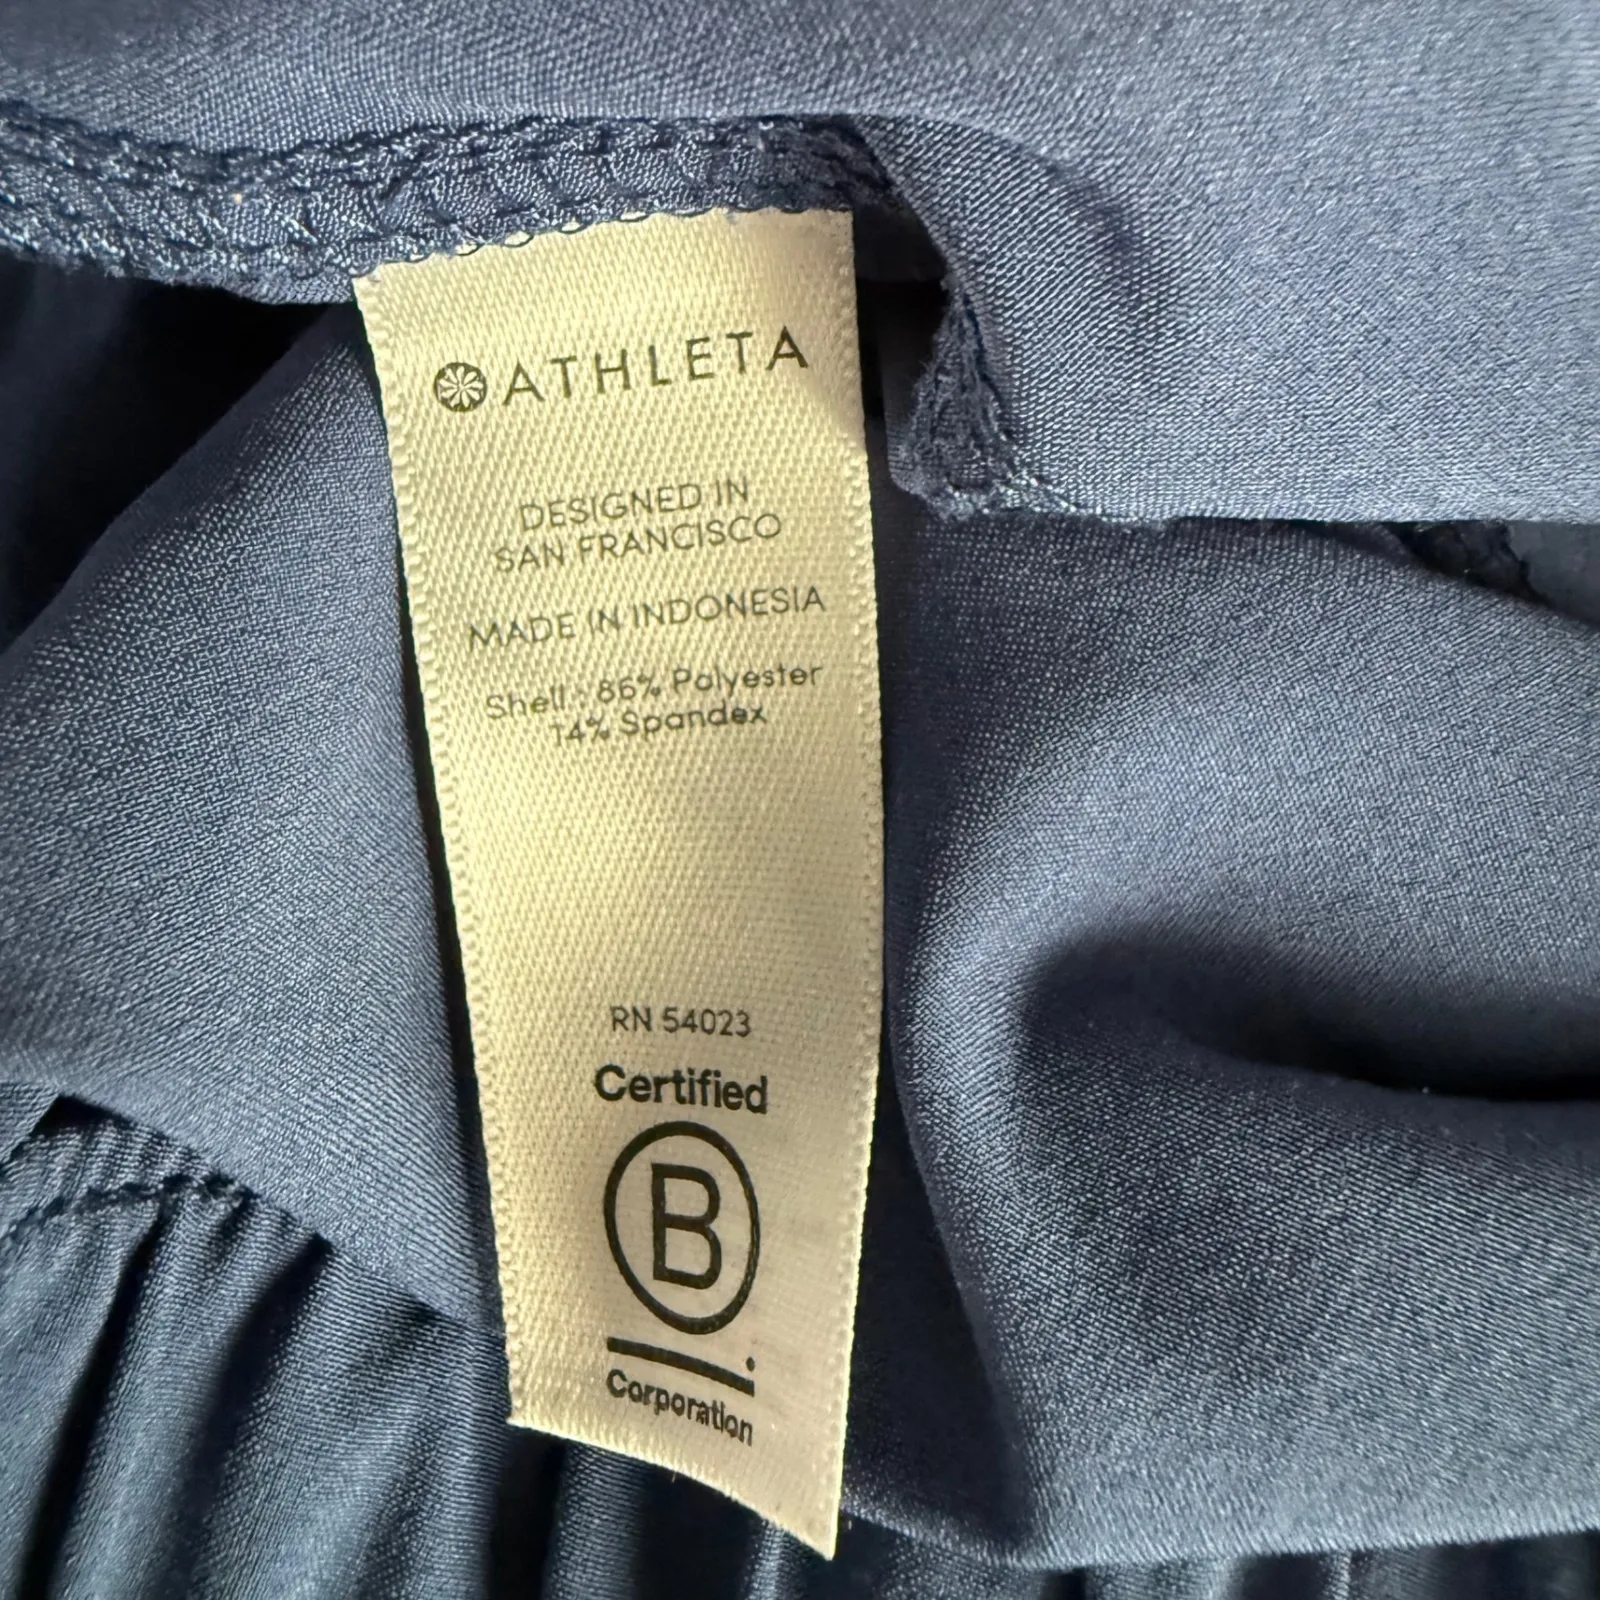 ATHLETA
DESIGNED IN
SAN FRANCISCO
MADE IN INDONESIA
Shell : 86% Polyester
14% Spandex
RN 54023
Certified
B
Corporation